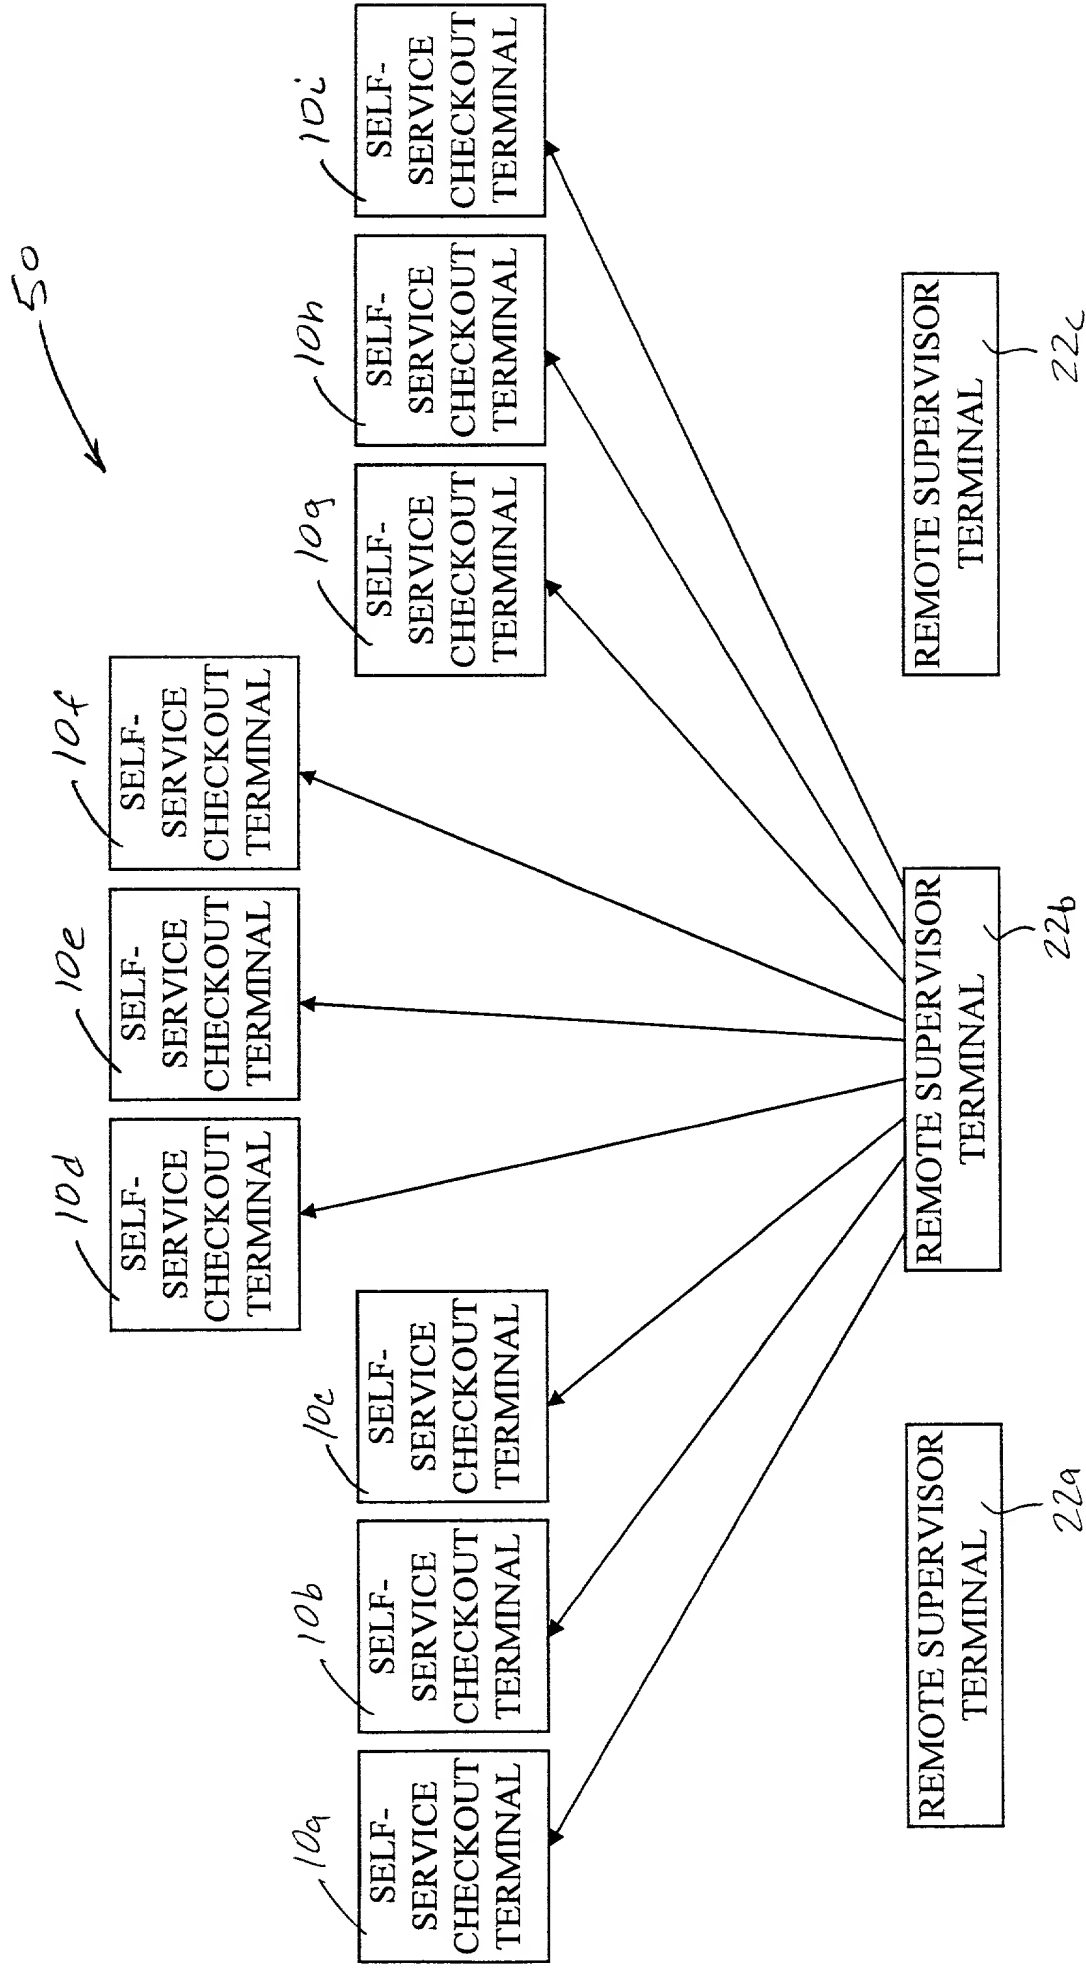 50
10d
10e
10f
SELF-
SERVICE
CHECKOUT
TERMINAL
SELF-
SERVICE
CHECKOUT
TERMINAL
SELF-
SERVICE
CHECKOUT
TERMINAL
10a
10b
10c
10g
10h
10i
SELF-
SERVICE
CHECKOUT
TERMINAL
SELF-
SERVICE
CHECKOUT
TERMINAL
SELF-
SERVICE
CHECKOUT
TERMINAL
SELF-
SERVICE
CHECKOUT
TERMINAL
SELF-
SERVICE
CHECKOUT
TERMINAL
SELF-
SERVICE
CHECKOUT
TERMINAL
REMOTE SUPERVISOR
TERMINAL
22a
REMOTE SUPERVISOR
TERMINAL
22b
REMOTE SUPERVISOR
TERMINAL
22c